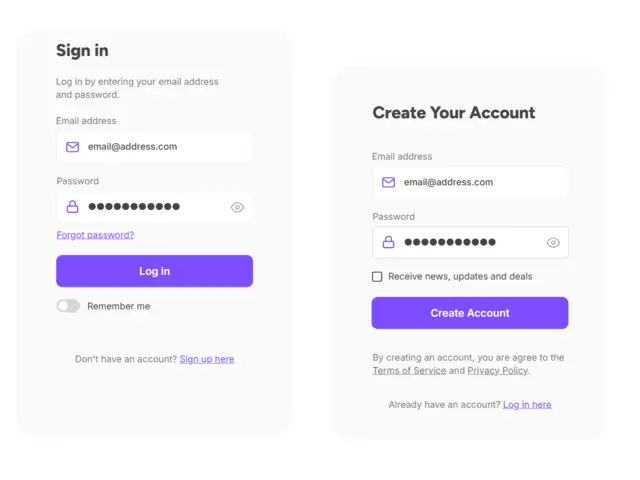 Sign in
Log in by entering your email address
and password.
Email address
email@address.com
Password
●●●●●●●●●●●
Forgot password?
Log in
Remember me
Don't have an account? Sign up here
Create Your Account
Email address
email@address.com
Password
●●●●●●●●●●●
Receive news, updates and deals
Create Account
By creating an account, you are agree to the
Terms of Service and Privacy Policy.
Already have an account? Log in here